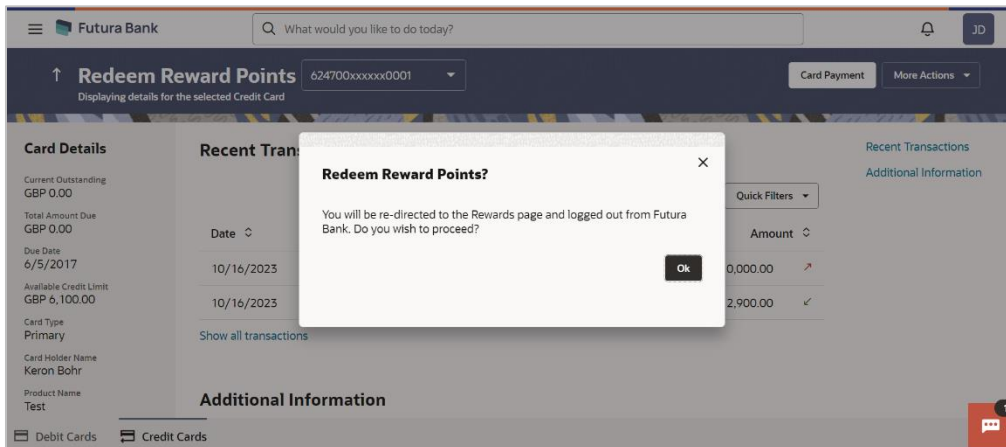 Futura Bank
What would you like to do today?
JD
Redeem Reward Points
624700xxxxxx0001
Card Payment
More Actions
Displaying details for the selected Credit Card
Card Details
Current Outstanding
GBP 0.00
Total Amount Due
GBP 0.00
Due Date
6/5/2017
Available Credit Limit
GBP 6,100.00
Card Type
Primary
Card Holder Name
Keron Bohr
Product Name
Test
Recent Tran
Quick Filters
Date
Amount
10/16/2023
0,000.00
10/16/2023
2,900.00
Show all transactions
Additional Information
Redeem Reward Points?
You will be re-directed to the Rewards page and logged out from Futura
Bank. Do you wish to proceed?
Ok
Recent Transactions
Additional Information
Debit Cards
Credit Cards